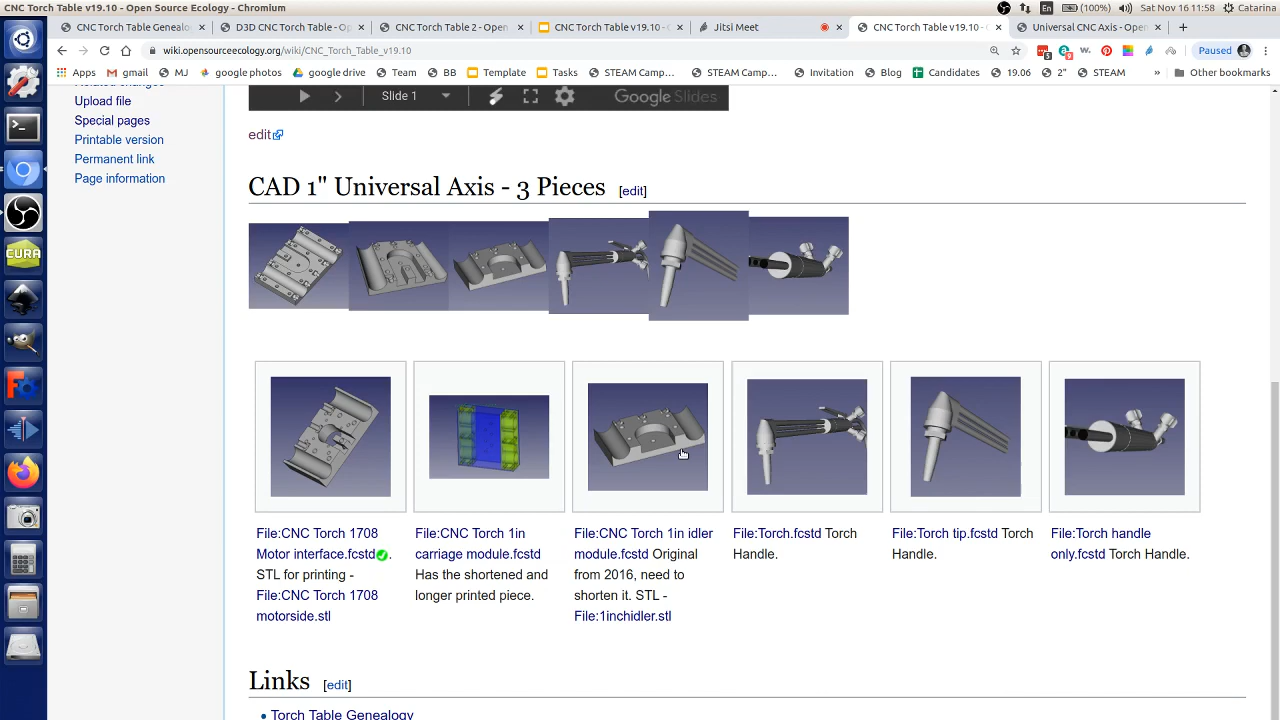 CNC Torch Table v19.10 - Open Source Ecology - Chromium
En (100%) Sat Nov 16 11:58 Catarina
CNC Torch Table Genealo × D3D CNC Torch Table - × CNC Torch Table 2 - Open × CNC Torch Table v19.10 - G × Jitsi Meet × CNC Torch Table v19.10 - × Universal CNC Axis - Open ×
wiki.opensourceecology.org/wiki/CNC_Torch_Table_v19.10 Paused
Apps gmail MJ google photos google drive Team BB Template Tasks STEAM Camp... STEAM Camp... Invitation Blog Candidates 19.06 2" STEAM » Other bookmarks
Upload file
Special pages
Printable version
Permanent link
Page information
Slide 1 Google Slides
edit
CAD 1" Universal Axis - 3 Pieces [edit]
File:CNC Torch 1708
Motor interface.fcstd.
STL for printing -
File:CNC Torch 1708
motorside.stl
File:CNC Torch 1in
carriage module.fcstd
Has the shortened and
longer printed piece.
File:CNC Torch 1in idler
module.fcstd Original
from 2016, need to
shorten it. STL -
File:1inchidler.stl
File:Torch.fcstd Torch
Handle.
File:Torch tip.fcstd Torch
Handle.
File:Torch handle
only.fcstd Torch Handle.
Links [edit]
Torch Table Genealogy
CURA